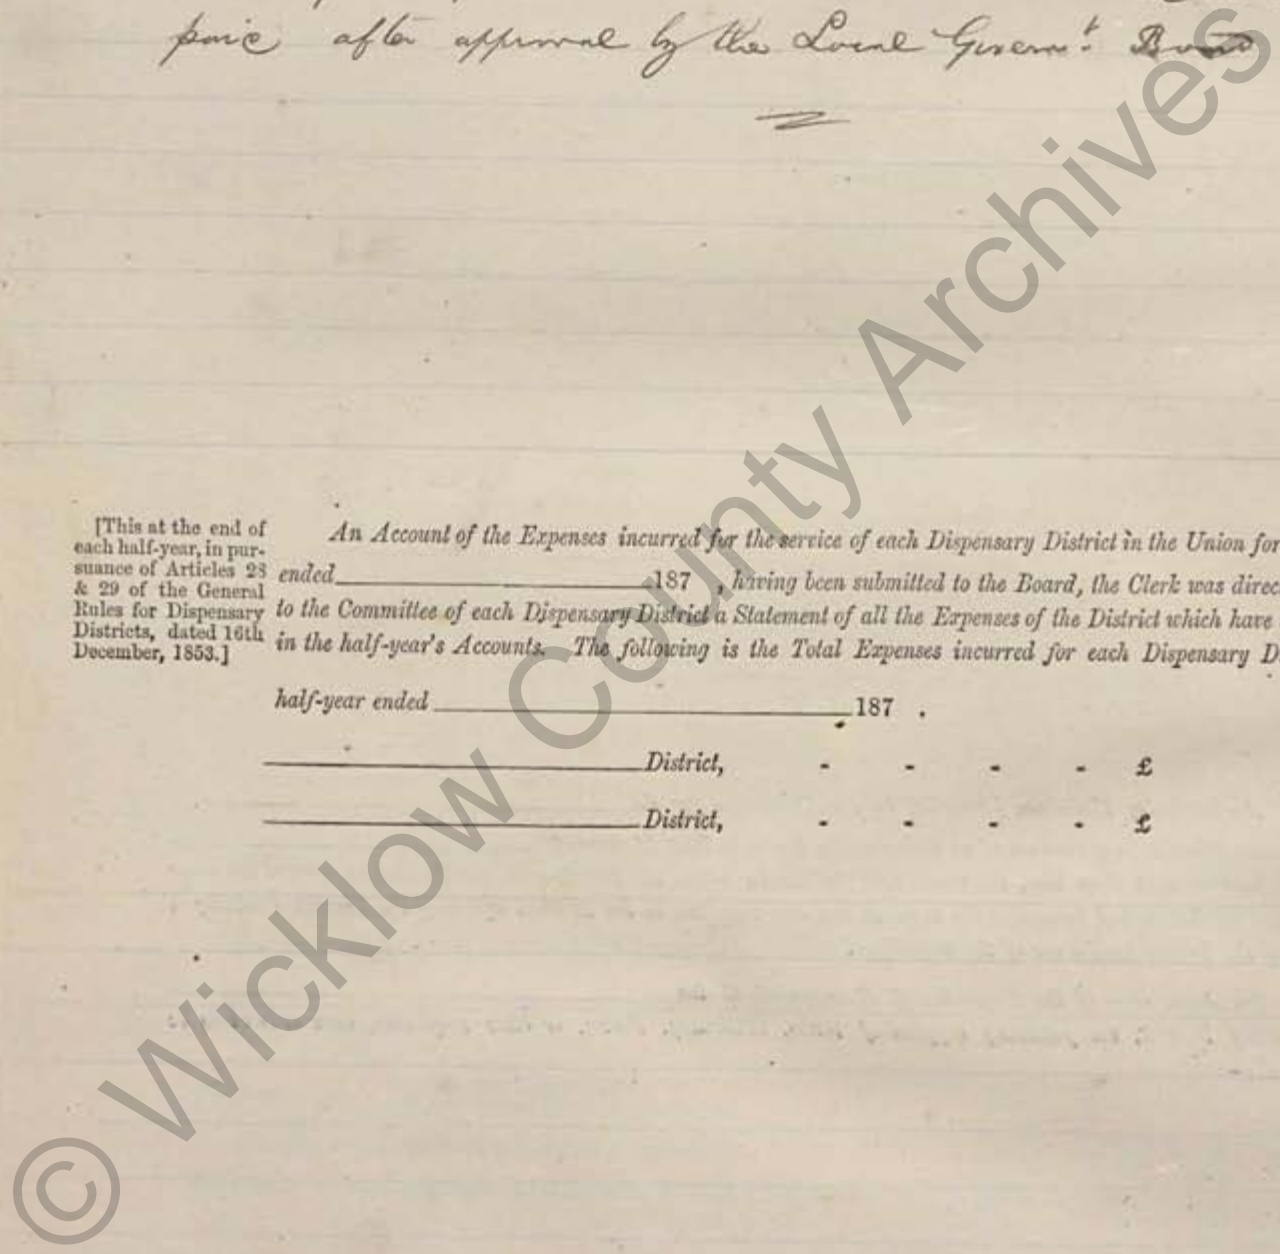 paid after approval by the Local Governt. Board
[This at the end of
each half-year, in pur-
suance of Articles 28
& 29 of the General
Rules for Dispensary
Districts, dated 16th
December, 1853.]
An Account of the Expenses incurred for the service of each Dispensary District in the Union for
ended 187 , having been submitted to the Board, the Clerk was direc
to the Committee of each Dispensary District a Statement of all the Expenses of the District which have
in the half-year's Accounts. The following is the Total Expenses incurred for each Dispensary D
half-year ended 187 .
District, - - - - £
District, - - - - £
© Wicklow County Archives